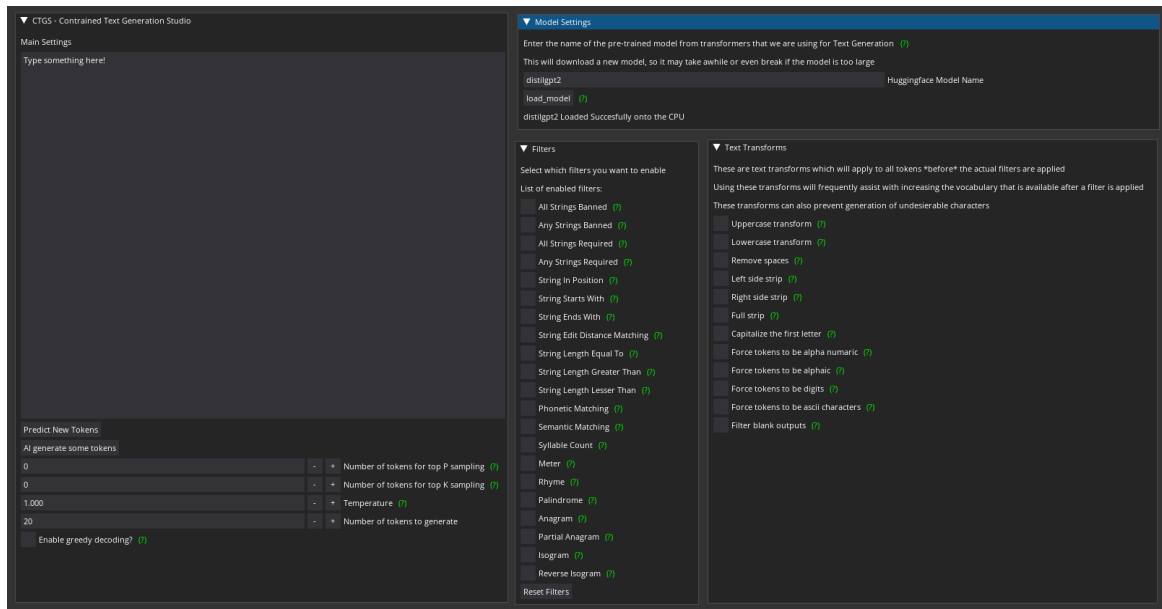 CTGS - Contrained Text Generation Studio
Main Settings
Type something here!
Predict New Tokens
AI generate some tokens
0 - + Number of tokens for top P sampling (?)
0 - + Number of tokens for top K sampling (?)
1.000 - + Temperature (?)
20 - + Number of tokens to generate
Enable greedy decoding? (?)
Model Settings
Enter the name of the pre-trained model from transformers that we are using for Text Generation (?)
This will download a new model, so it may take awhile or even break if the model is too large
distilgpt2 Huggingface Model Name
load_model (?)
distilgpt2 Loaded Succesfully onto the CPU
Filters
Select which filters you want to enable
List of enabled filters:
All Strings Banned (?)
Any Strings Banned (?)
All Strings Required (?)
Any Strings Required (?)
String In Position (?)
String Starts With (?)
String Ends With (?)
String Edit Distance Matching (?)
String Length Equal To (?)
String Length Greater Than (?)
String Length Lesser Than (?)
Phonetic Matching (?)
Semantic Matching (?)
Syllable Count (?)
Meter (?)
Rhyme (?)
Palindrome (?)
Anagram (?)
Partial Anagram (?)
Isogram (?)
Reverse Isogram (?)
Reset Filters
Text Transforms
These are text transforms which will apply to all tokens *before* the actual filters are applied
Using these transforms will frequently assist with increasing the vocabulary that is available after a filter is applied
These transforms can also prevent generation of undesierable characters
Uppercase transform (?)
Lowercase transform (?)
Remove spaces (?)
Left side strip (?)
Right side strip (?)
Full strip (?)
Capitalize the first letter (?)
Force tokens to be alpha numaric (?)
Force tokens to be alphaic (?)
Force tokens to be digits (?)
Force tokens to be ascii characters (?)
Filter blank outputs (?)